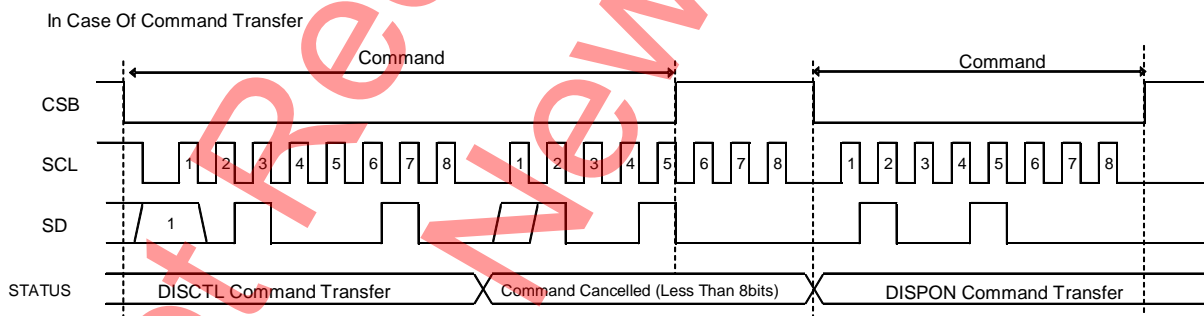 In Case Of Command Transfer
Command Command
CSB
SCL 1 2 3 4 5 6 7 8 1 2 3 4 5 6 7 8 1 2 3 4 5 6 7 8
SD 1
STATUS DISCTL Command Transfer Command Cancelled (Less Than 8bits) DISPON Command Transfer